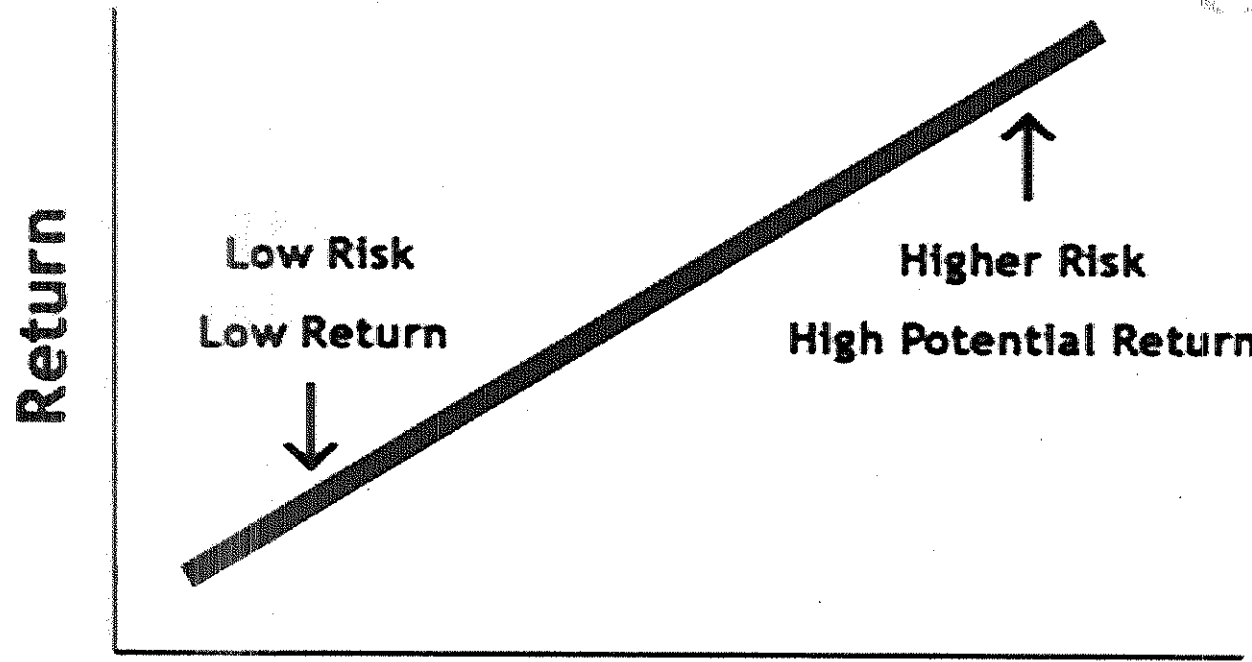 Return
Low Risk
Low Return
Higher Risk
High Potential Return